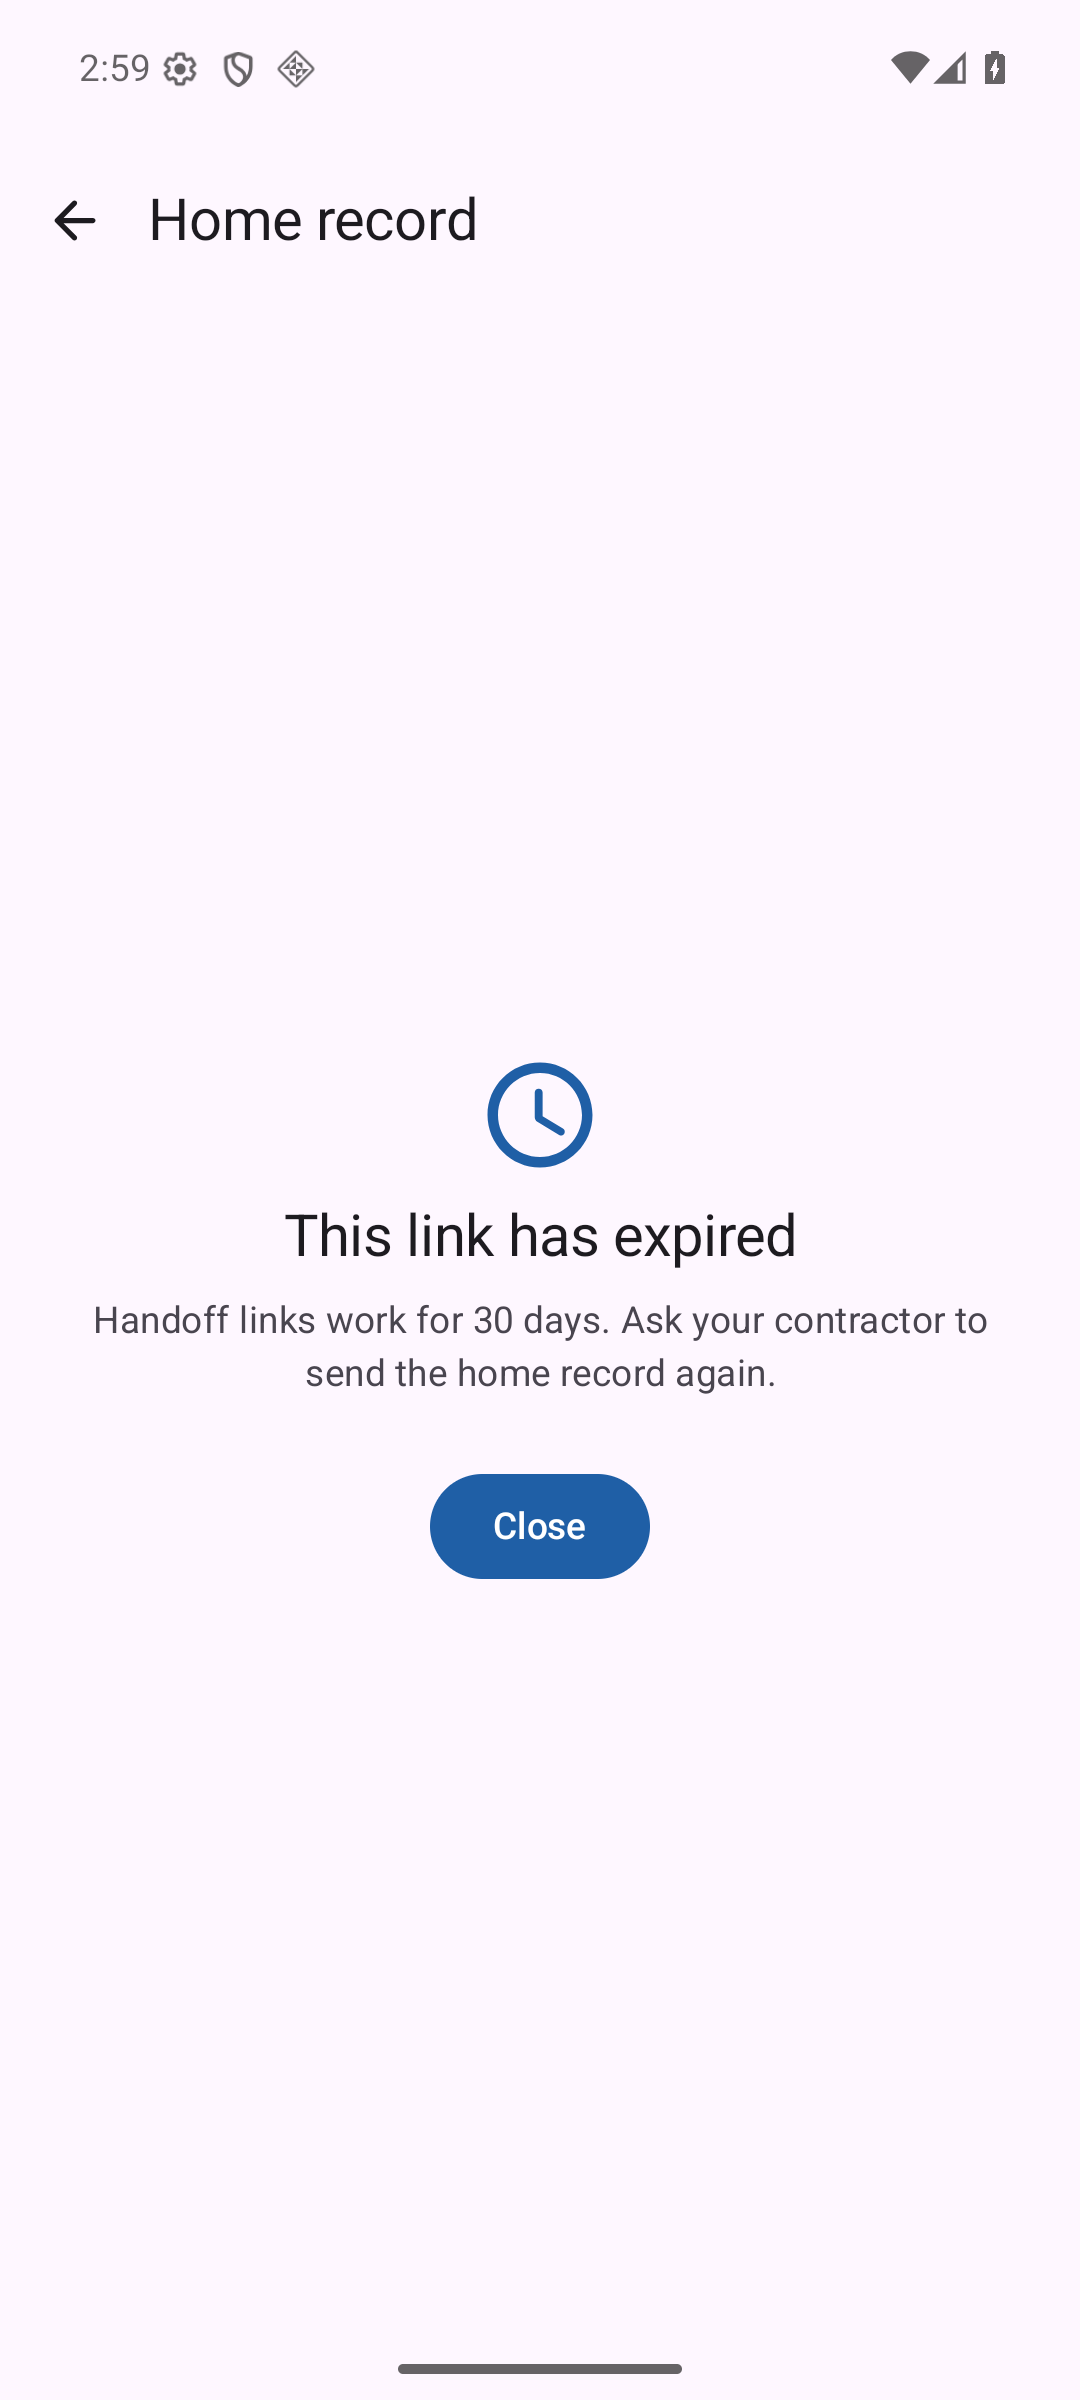 2:59
Home record
This link has expired
Handoff links work for 30 days. Ask your contractor to
send the home record again.
Close